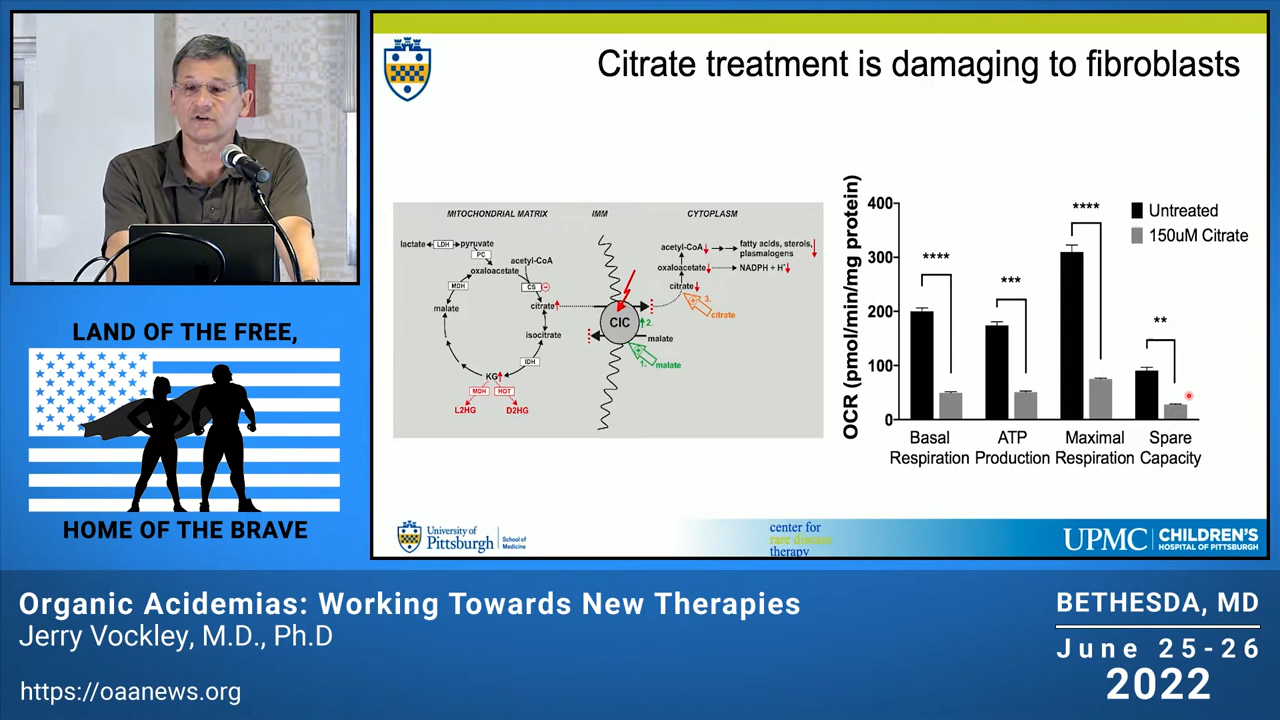 Citrate treatment is damaging to fibroblasts
MITOCHONDRIAL MATRIX
IMM
CYTOPLASM
lactate
LDH
pyruvate
PC
acetyl-CoA
oxaloacetate
CS
MDH
citrate
malate
isocitrate
IDH
KG
MDH
HOT
L2HG
D2HG
CIC
acetyl-CoA
fatty acids, sterols,
plasmalogens
oxaloacetate
NADPH + H+
citrate
3.
citrate
2.
malate
1.
malate
OCR (pmol/min/mg protein)
400
300
200
100
0
****
***
****
**
Untreated
150uM Citrate
Basal
Respiration
ATP
Production
Maximal
Respiration
Spare
Capacity
University of
Pittsburgh
School of
Medicine
center for
rare disease
therapy
UPMC
CHILDREN'S
HOSPITAL OF PITTSBURGH
LAND OF THE FREE,
HOME OF THE BRAVE
Organic Acidemias: Working Towards New Therapies
Jerry Vockley, M.D., Ph.D
https://oaanews.org
BETHESDA, MD
June 25-26
2022